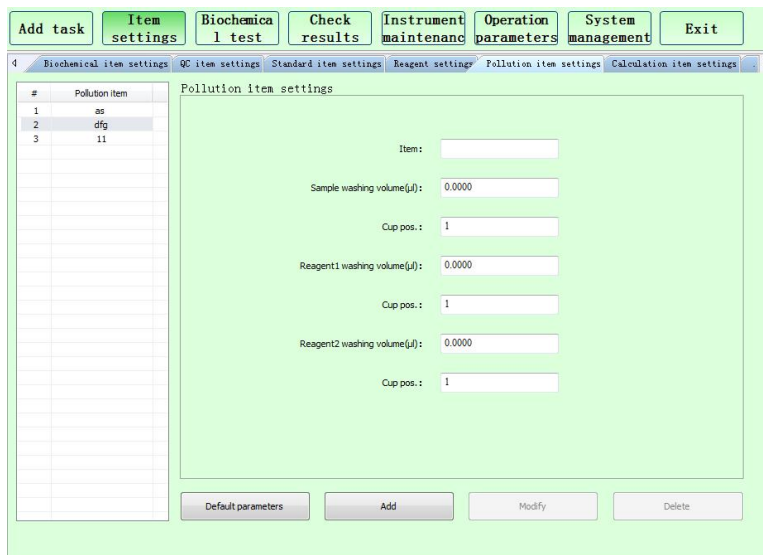 Add task
Item
settings
Biochemica
l test
Check
results
Instrument
maintenanc
Operation
parameters
System
management
Exit
Biochemical item settings QC item settings Standard item settings Reagent settings Pollution item settings Calculation item settings
# Pollution item
1 as
2 dfg
3 11
Pollution item settings
Item:
Sample washing volume(μl): 0.0000
Cup pos.: 1
Reagent1 washing volume(μl): 0.0000
Cup pos.: 1
Reagent2 washing volume(μl): 0.0000
Cup pos.: 1
Default parameters Add Modify Delete